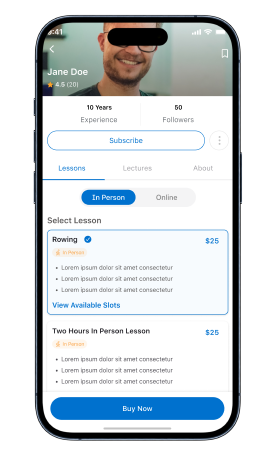 9:41
Jane Doe
4.5 (20)
10 Years
50
Experience
Followers
Subscribe
Lessons
Lectures
About
In Person
Online
Select Lesson
Rowing
$25
In Person
• Lorem ipsum dolor sit amet consectetur
• Lorem ipsum dolor sit amet consectetur
• Lorem ipsum dolor sit amet consectetur
View Available Slots
Two Hours In Person Lesson
$25
In Person
• Lorem ipsum dolor sit amet consectetur
• Lorem ipsum dolor sit amet consectetur
• Lorem ipsum dolor sit amet consectetur
Buy Now